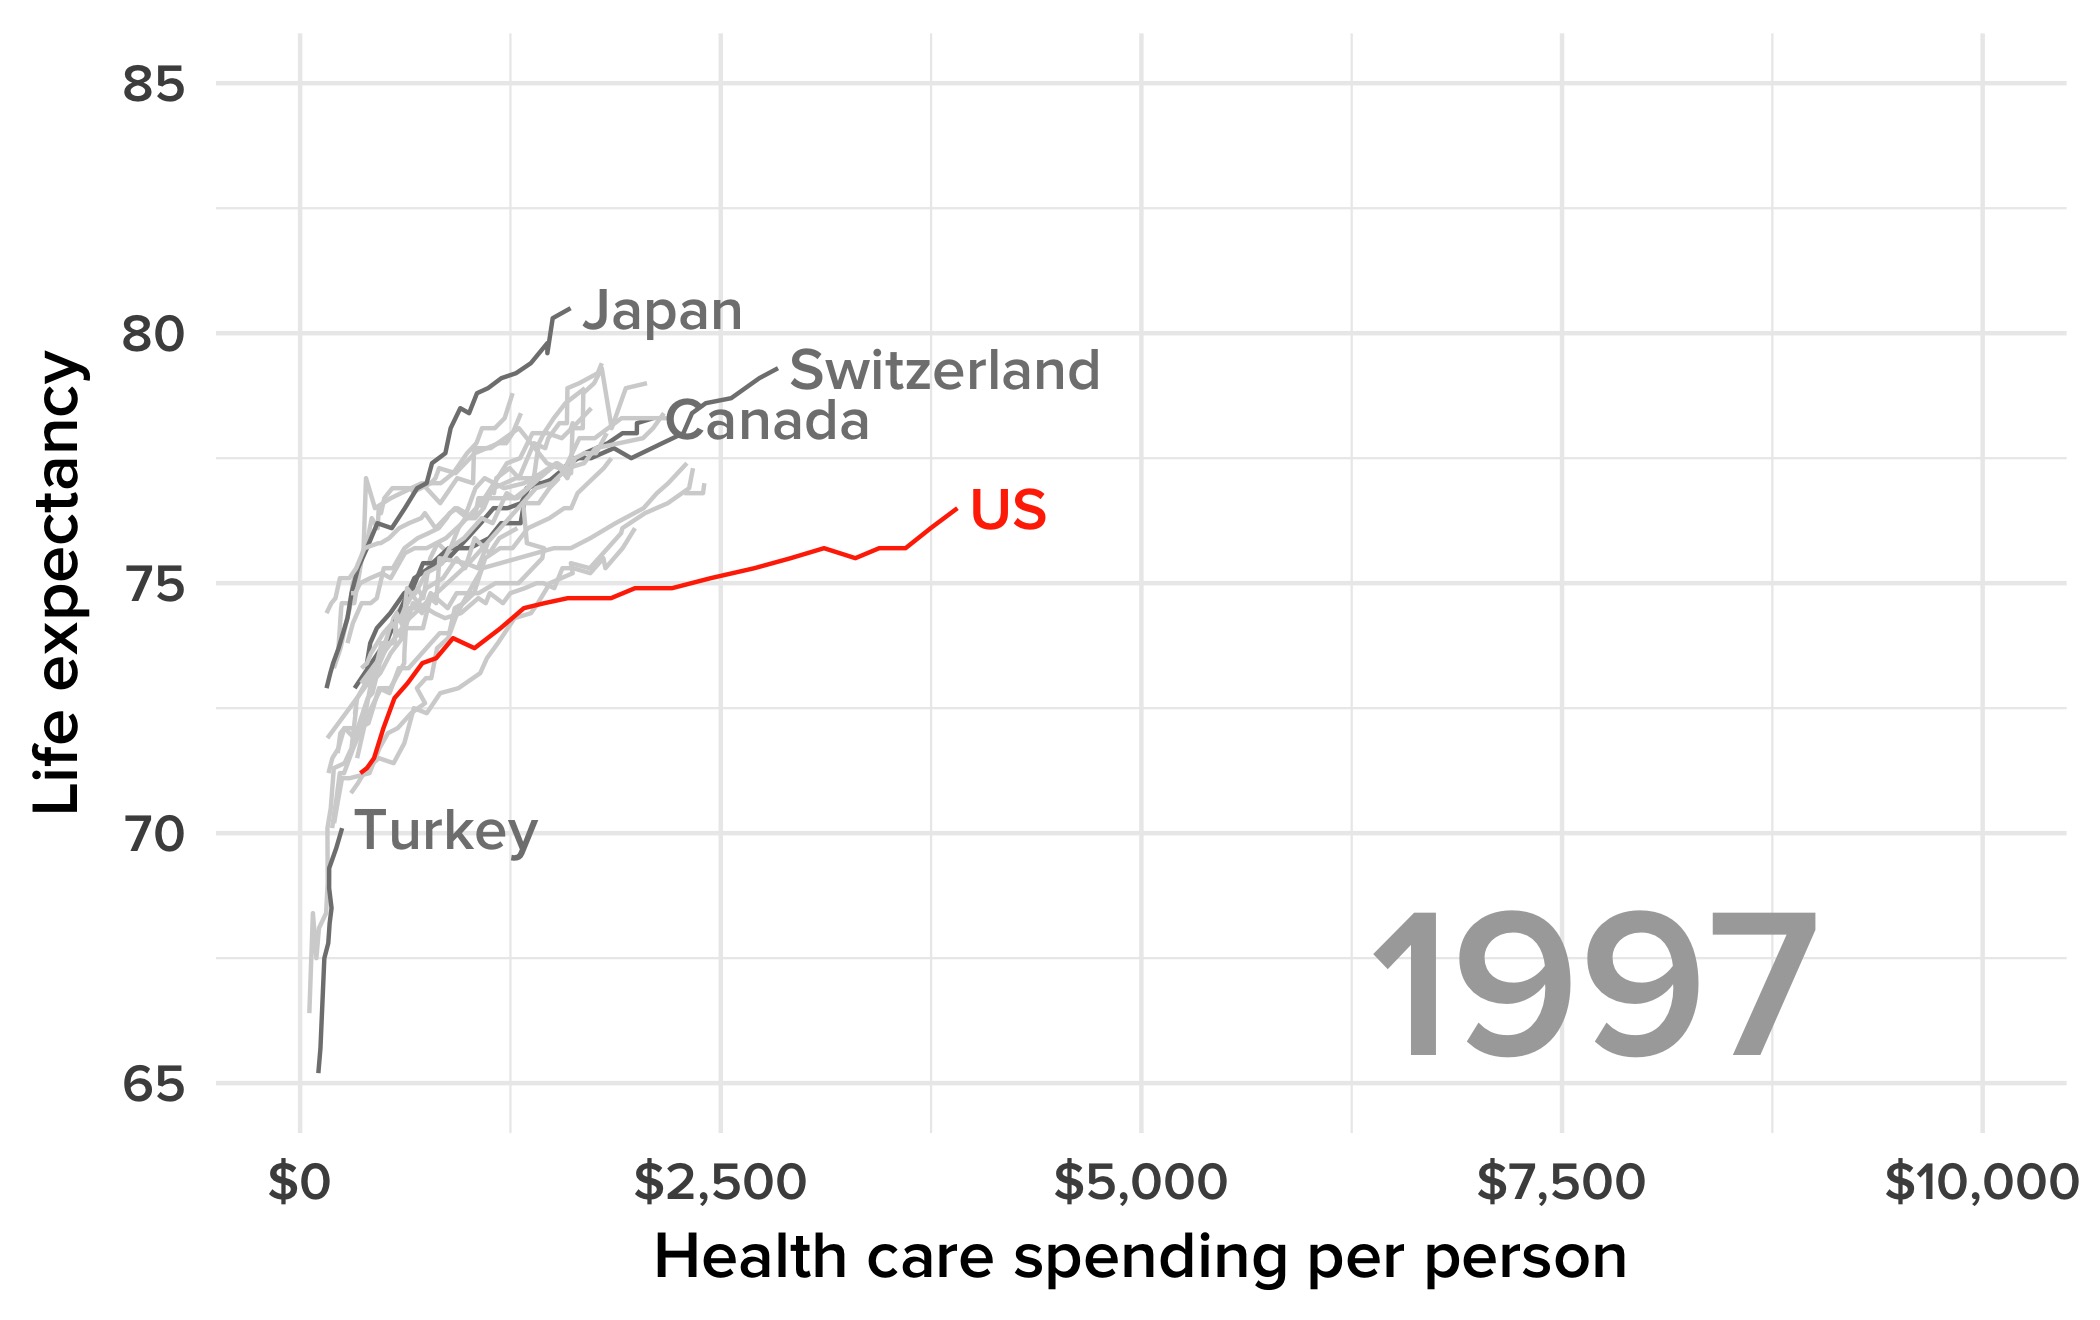 85
80
75
70
65
Life expectancy
Japan
Switzerland
Canada
US
Turkey
1997
$0 $2,500 $5,000 $7,500 $10,000
Health care spending per person